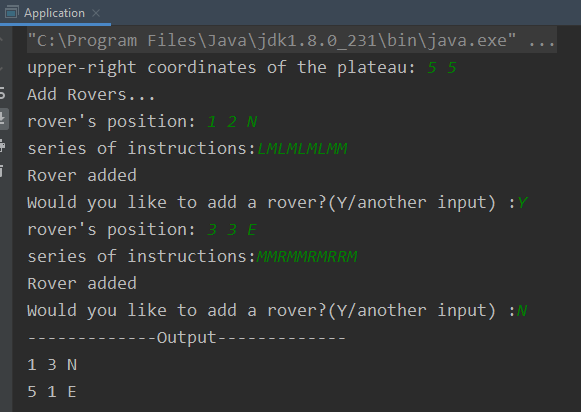 Application
"C:\Program Files\Java\jdk1.8.0_231\bin\java.exe" ...
upper-right coordinates of the plateau: 5 5
Add Rovers...
rover's position: 1 2 N
series of instructions:LMLMLMLMM
Rover added
Would you like to add a rover?(Y/another input) :Y
rover's position: 3 3 E
series of instructions:MMRMMRMRRM
Rover added
Would you like to add a rover?(Y/another input) :N
-------------Output-------------
1 3 N
5 1 E